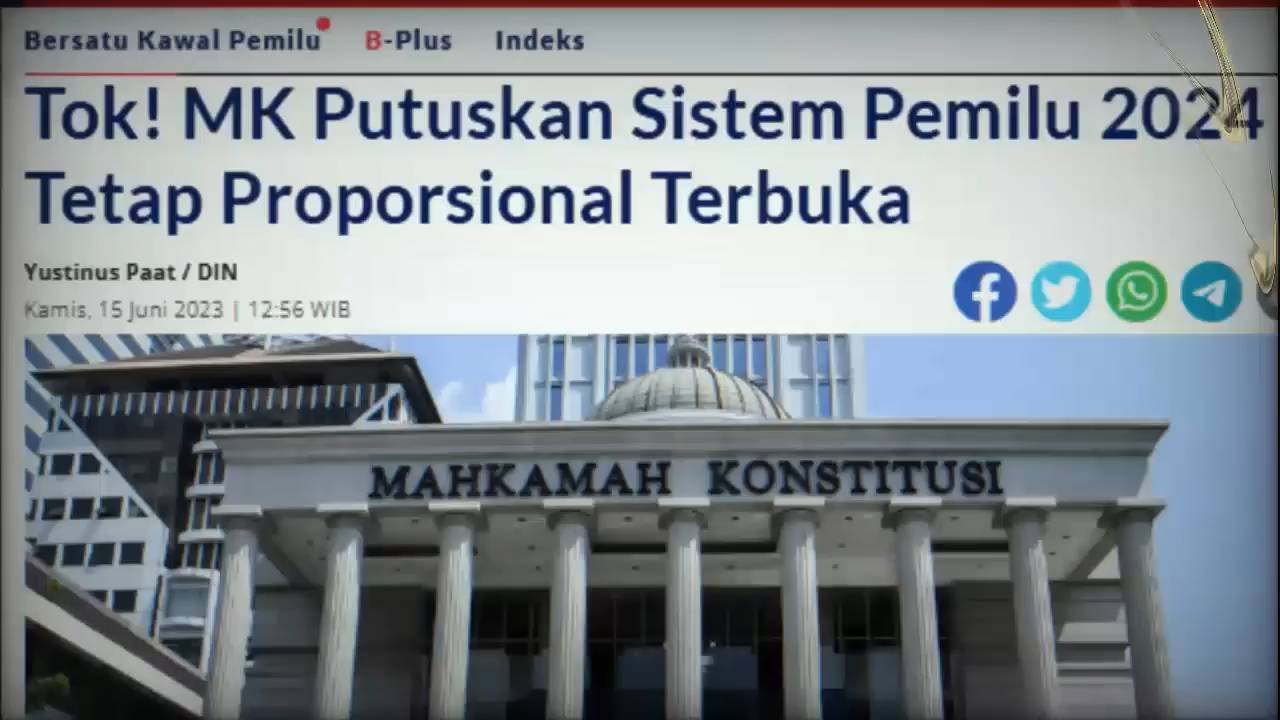 Bersatu Kawal Pemilu B-Plus Indeks
Tok! MK Putuskan Sistem Pemilu 2024
Tetap Proporsional Terbuka
Yustinus Paat / DIN
Kamis, 15 Juni 2023 | 12:56 WIB
MAHKAMAH KONSTITUSI